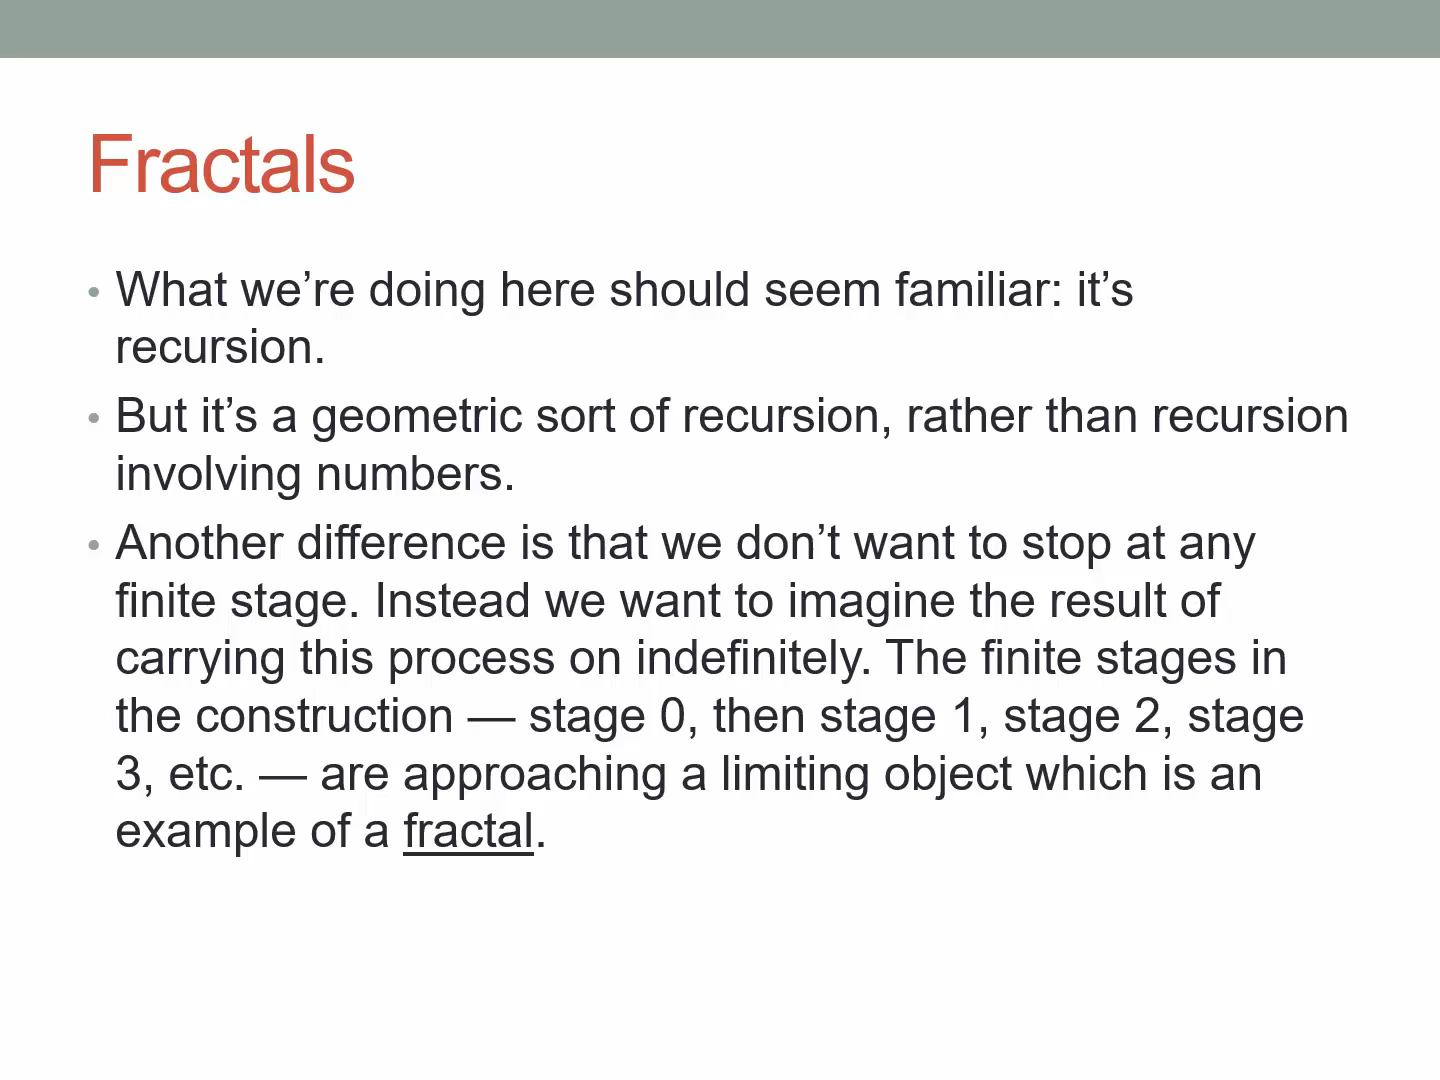 Fractals
• What we’re doing here should seem familiar: it’s
recursion.
• But it’s a geometric sort of recursion, rather than recursion
involving numbers.
• Another difference is that we don’t want to stop at any
finite stage. Instead we want to imagine the result of
carrying this process on indefinitely. The finite stages in
the construction — stage 0, then stage 1, stage 2, stage
3, etc. — are approaching a limiting object which is an
example of a fractal.